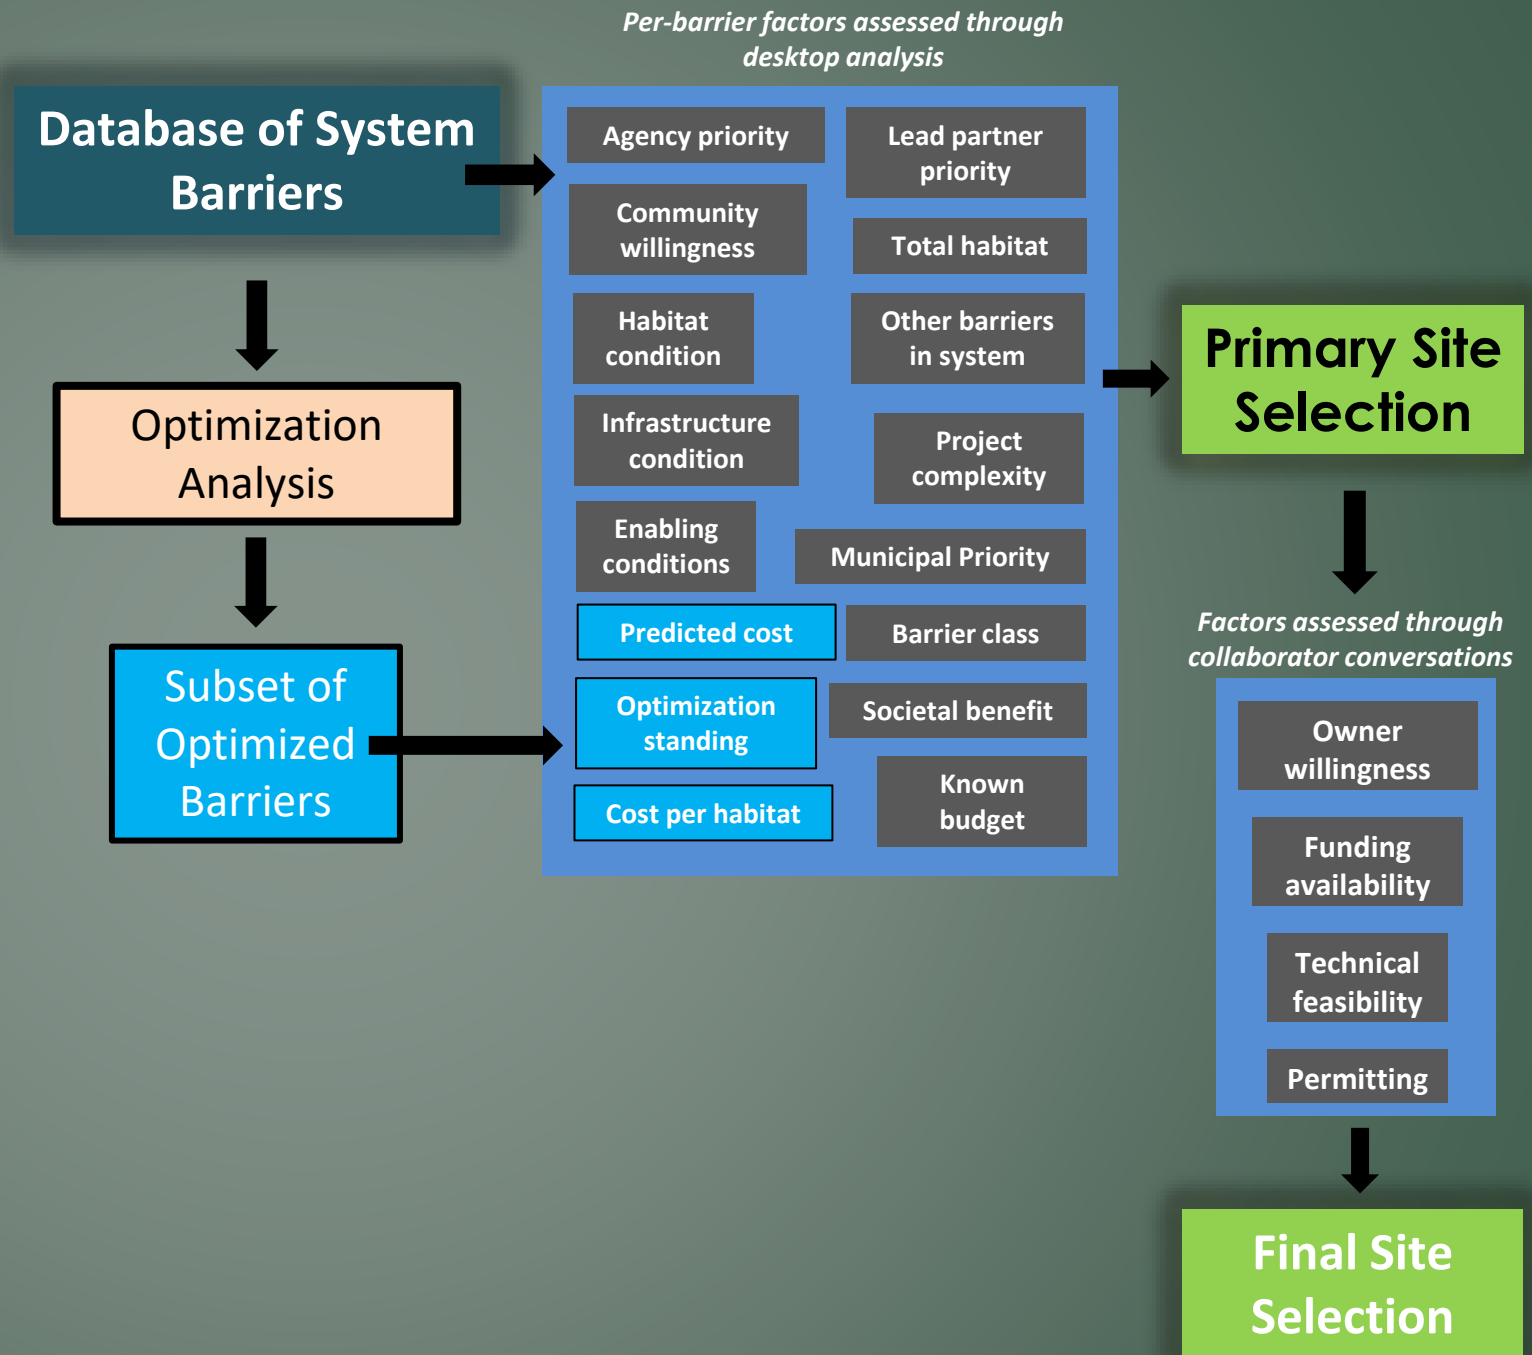 Per-barrier factors assessed through
desktop analysis
Database of System
Barriers
Optimization
Analysis
Subset of
Optimized
Barriers
Agency priority
Lead partner
priority
Community
willingness
Total habitat
Habitat
condition
Other barriers
in system
Infrastructure
condition
Project
complexity
Enabling
conditions
Municipal Priority
Predicted cost
Barrier class
Optimization
standing
Societal benefit
Cost per habitat
Known
budget
Primary Site
Selection
Factors assessed through
collaborator conversations
Owner
willingness
Funding
availability
Technical
feasibility
Permitting
Final Site
Selection